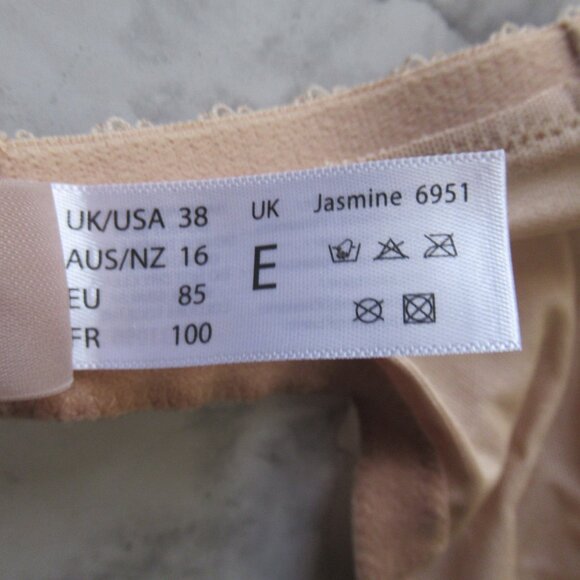 UK/USA 38 UK Jasmine 6951
AUS/NZ 16 E
EU 85
FR 100